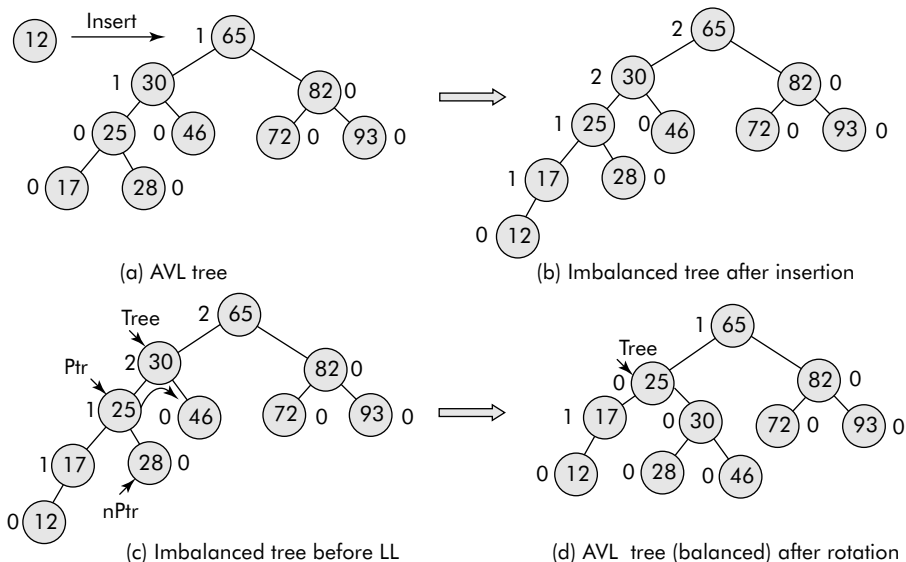 12 Insert 1 65
1 30 82 0
0 25 0 46 72 0 93 0
0 17 28 0
(a) AVL tree
2 65
2 30 82 0
1 25 0 46 72 0 93 0
1 17 28 0
0 12
(b) Imbalanced tree after insertion
Tree 2 65
Ptr 2 30 82 0
1 25 0 46 72 0 93 0
1 17 28 0
nPtr
0 12
(c) Imbalanced tree before LL
1 65
Tree
0 25 82 0
1 17 0 30 72 0 93 0
0 12 0 28 0 46
(d) AVL tree (balanced) after rotation